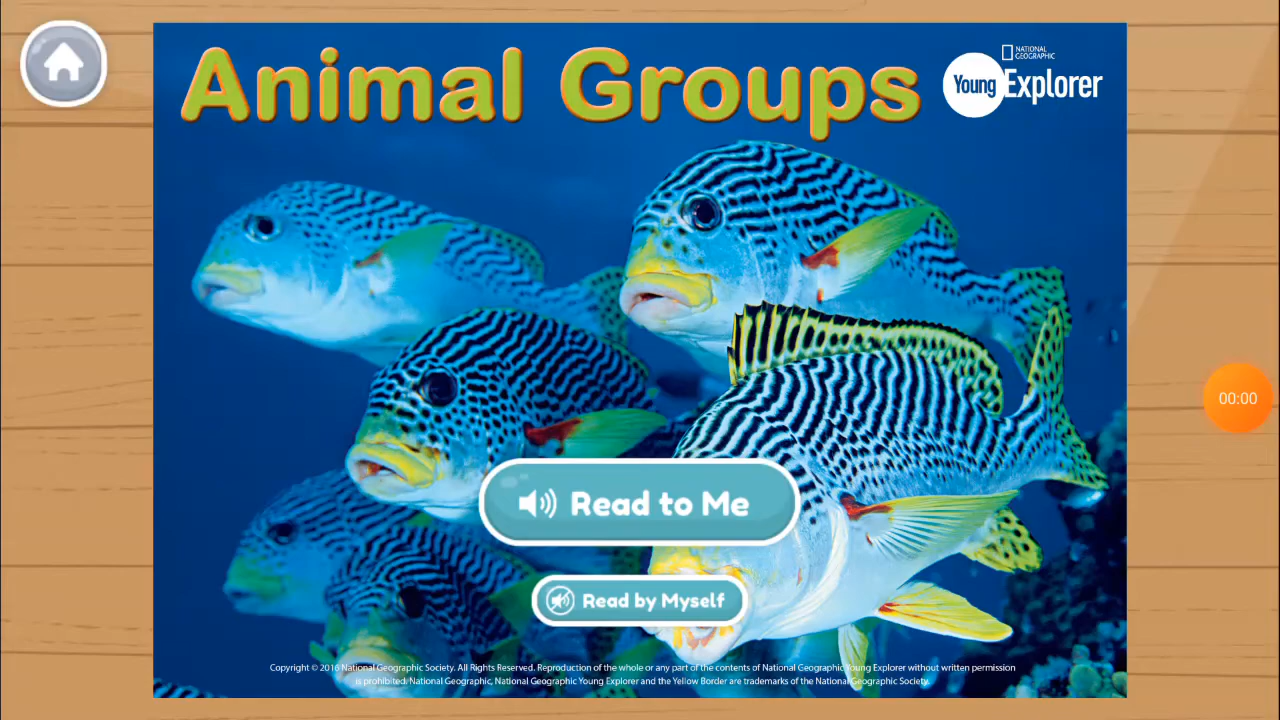 Animal Groups
NATIONAL
GEOGRAPHIC
Young Explorer
00:00
Read to Me
Read by Myself
Copyright © 2016 National Geographic Society. All Rights Reserved. Reproduction of the whole or any part of the contents of National Geographic Young Explorer without written permission
is prohibited. National Geographic, National Geographic Young Explorer and the Yellow Border are trademarks of the National Geographic Society.